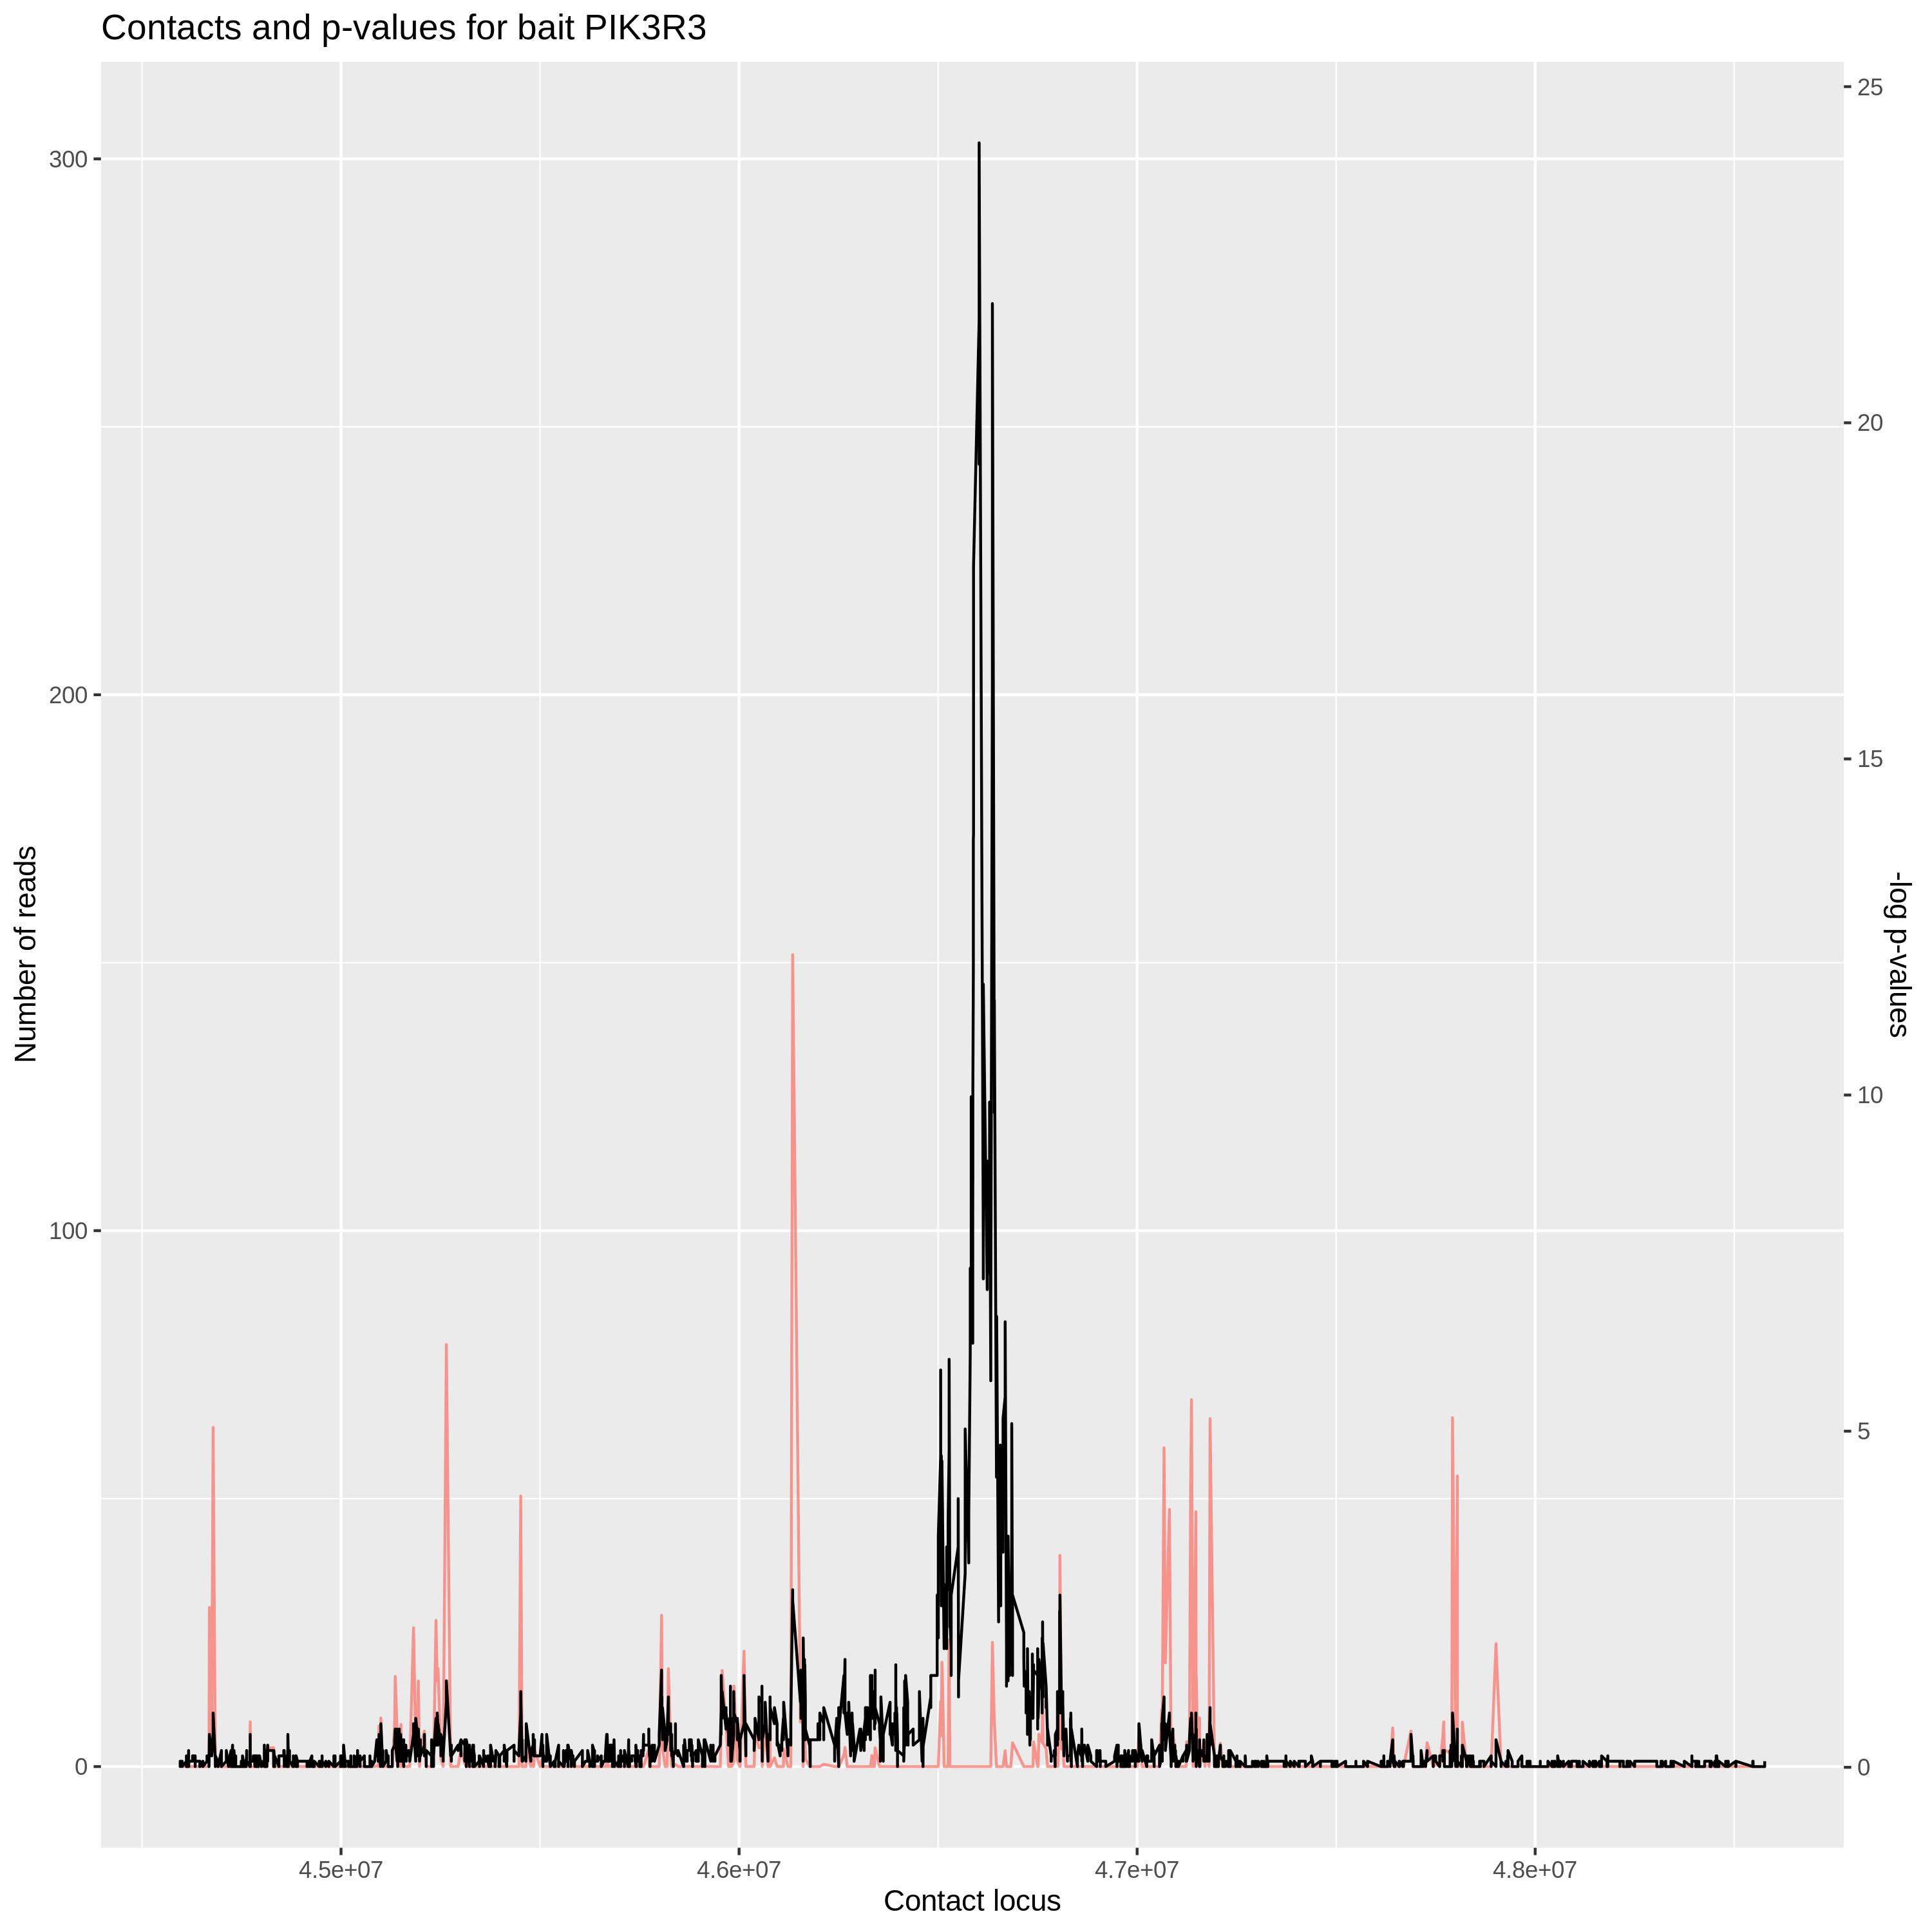 Contacts and p-values for bait PIK3R3
300
200
100
0
Number of reads
25
20
15
10
5
0
-log p-values
4.5e+07
4.6e+07
4.7e+07
4.8e+07
Contact locus